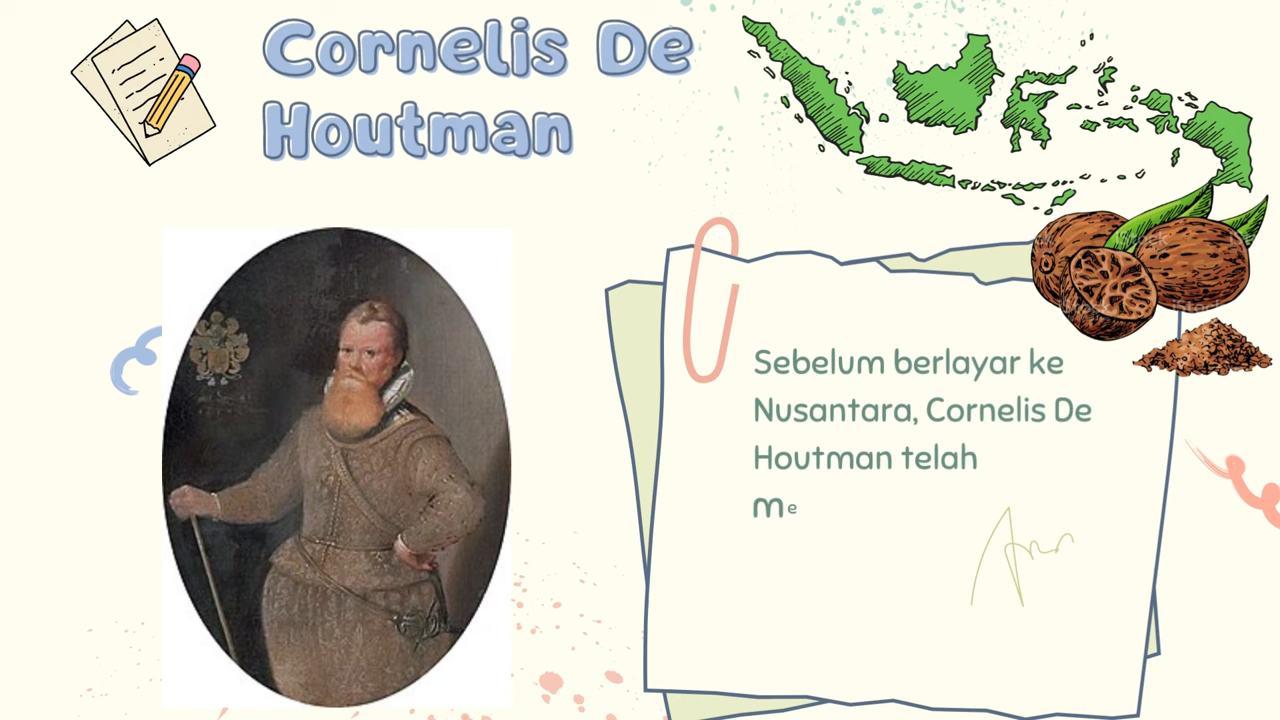 Cornelis De
Houtman
Sebelum berlayar ke
Nusantara, Cornelis De
Houtman telah
me